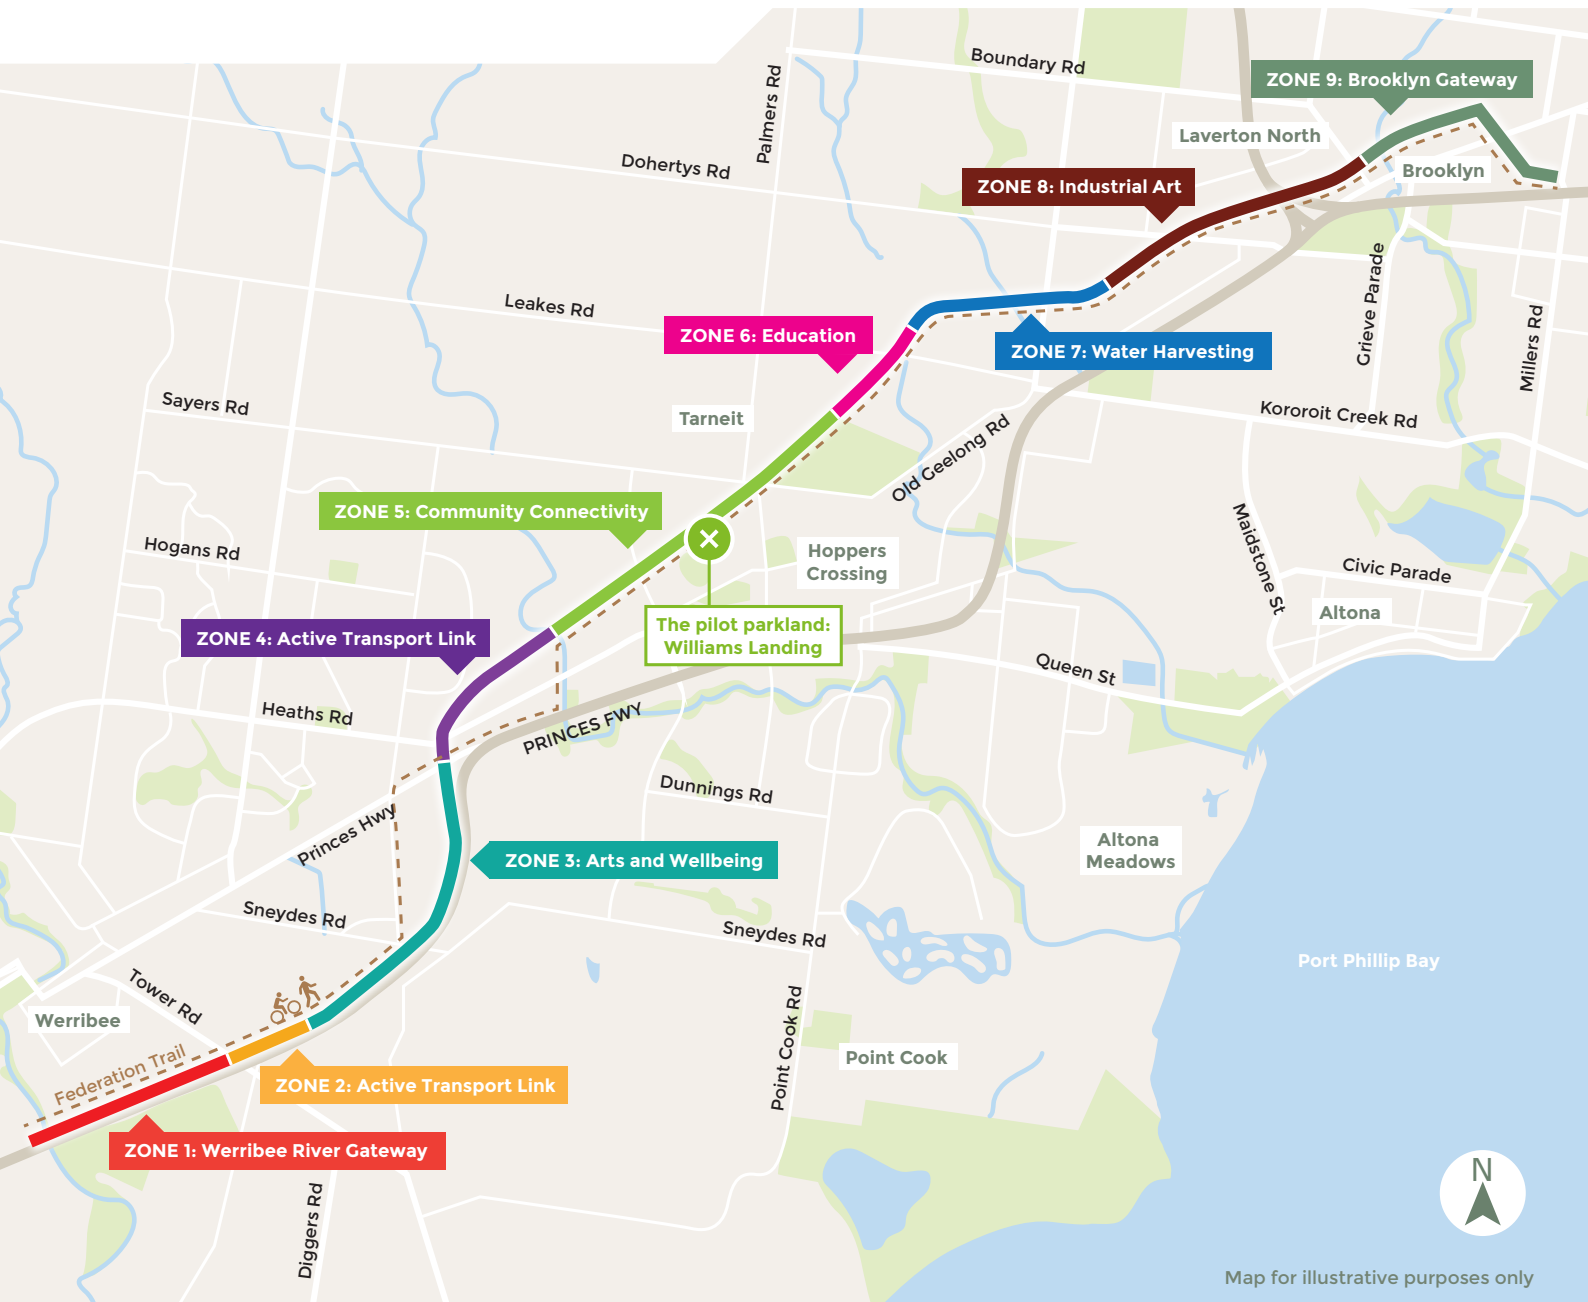 Boundary Rd
Palmers Rd
ZONE 9: Brooklyn Gateway
Laverton North
Brooklyn
Dohertys Rd
ZONE 8: Industrial Art
Leakes Rd
ZONE 6: Education
ZONE 7: Water Harvesting
Grieve Parade
Millers Rd
Sayers Rd
Tarneit
Kororoit Creek Rd
Old Geelong Rd
ZONE 5: Community Connectivity
Hogans Rd
Hoppers
Crossing
Maidstone St
Civic Parade
Altona
ZONE 4: Active Transport Link
The pilot parkland:
Williams Landing
Queen St
Heaths Rd
PRINCES FWY
Dunnings Rd
Princes Hwy
ZONE 3: Arts and Wellbeing
Altona
Meadows
Sneydes Rd
Sneydes Rd
Port Phillip Bay
Tower Rd
Werribee
Point Cook Rd
Point Cook
Federation Trail
ZONE 2: Active Transport Link
ZONE 1: Werribee River Gateway
Diggers Rd
N
Map for illustrative purposes only